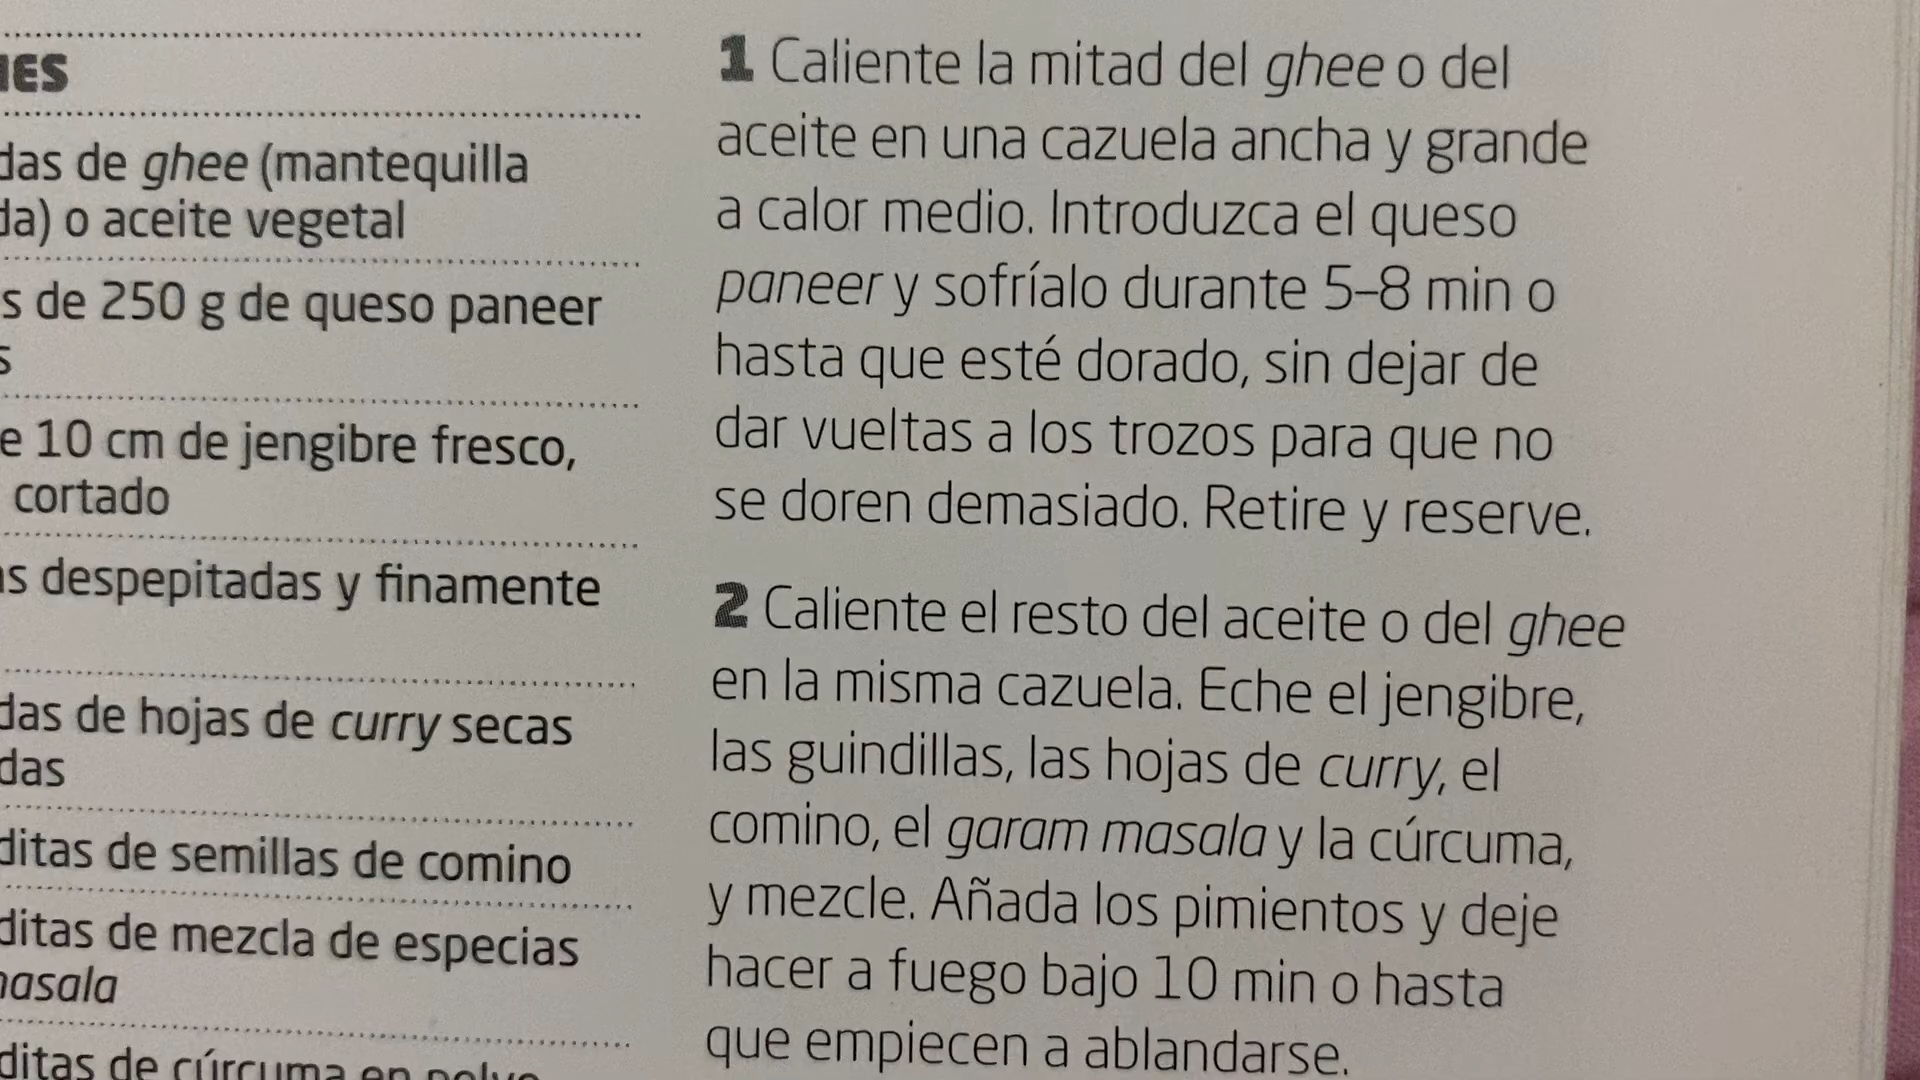 das de ghee (mantequilla
da) o aceite vegetal
s de 250 g de queso paneer
s
e 10 cm de jengibre fresco,
cortado
s despepitadas y finamente
das de hojas de curry secas
das
ditas de semillas de comino
ditas de mezcla de especias
masala
ditas de cúrcuma en polvo
1 Caliente la mitad del ghee o del
aceite en una cazuela ancha y grande
a calor medio. Introduzca el queso
paneer y sofríalo durante 5–8 min o
hasta que esté dorado, sin dejar de
dar vueltas a los trozos para que no
se doren demasiado. Retire y reserve.
2 Caliente el resto del aceite o del ghee
en la misma cazuela. Eche el jengibre,
las guindillas, las hojas de curry, el
comino, el garam masala y la cúrcuma,
y mezcle. Añada los pimientos y deje
hacer a fuego bajo 10 min o hasta
que empiecen a ablandarse.